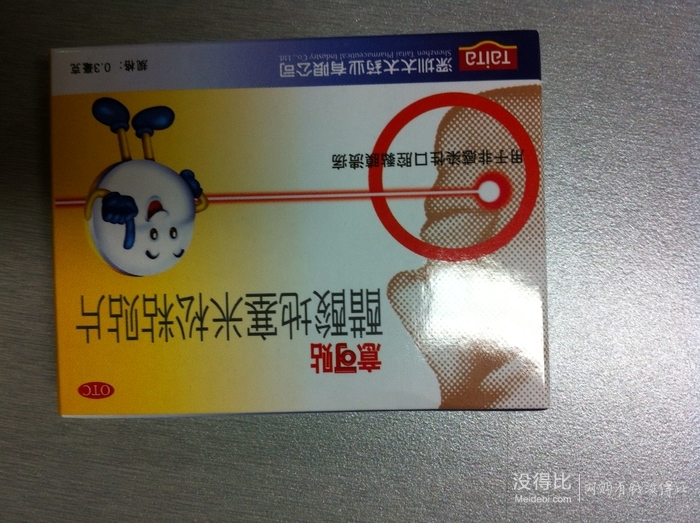 OTC
意可贴
醋酸地塞米松粘贴片
用于非感染性口腔黏膜溃疡
Taita
深圳太太药业有限公司
Shenzhen Taitai Pharmaceutical Industry Co., Ltd
规格：0.3毫克
没得比
Meidebi.com